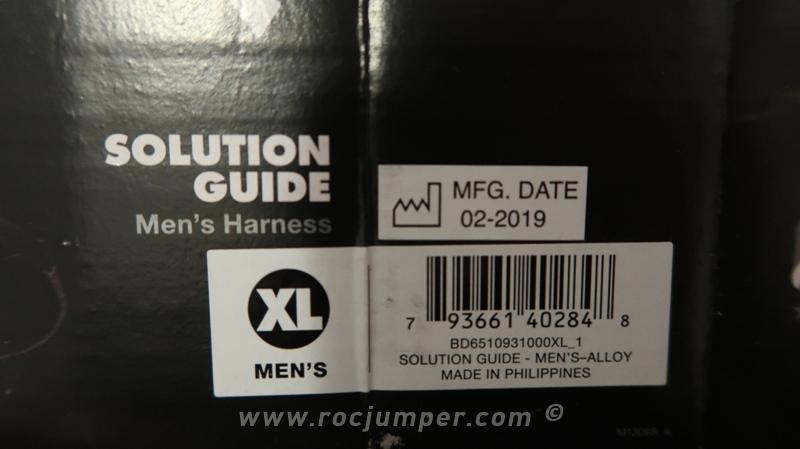 SOLUTION
GUIDE
Men's Harness
MFG. DATE
02-2019
XL
MEN'S
7 93661 40284 8
BD6510931000XL_1
SOLUTION GUIDE - MEN'S–ALLOY
MADE IN PHILIPPINES
www.rocjumper.com ©